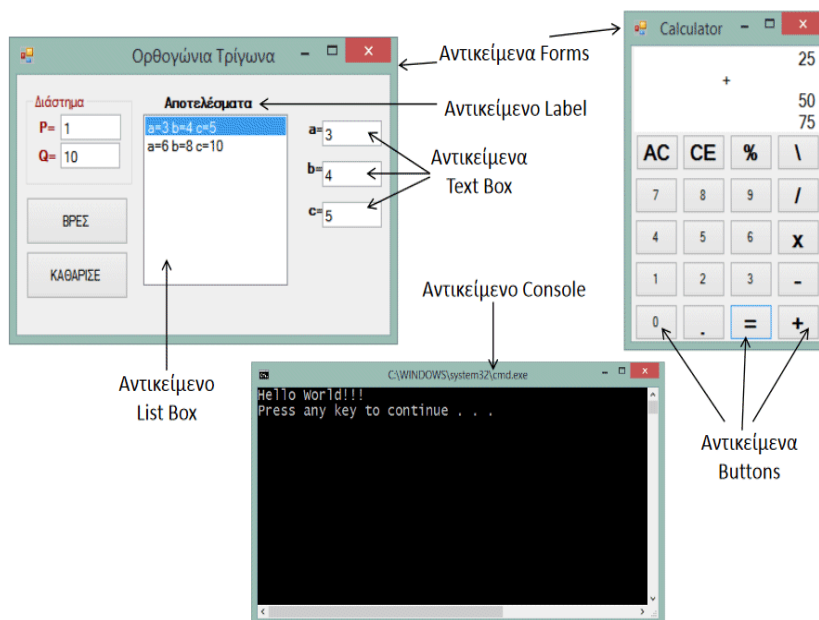 Ορθογώνια Τρίγωνα
Διάστημα
P= 1
Q= 10
ΒΡΕΣ
ΚΑΘΑΡΙΣΕ
Αποτελέσματα
a=3 b=4 c=5
a=6 b=8 c=10
a= 3
b= 4
c= 5
Αντικείμενα Forms
Αντικείμενο Label
Αντικείμενα
Text Box
Αντικείμενο Console
Αντικείμενο
List Box
Calculator
25
+
50
75
AC CE % \
7 8 9 /
4 5 6 x
1 2 3 -
0 . = +
Αντικείμενα
Buttons
C:\WINDOWS\system32\cmd.exe
Hello World!!!
Press any key to continue . . .